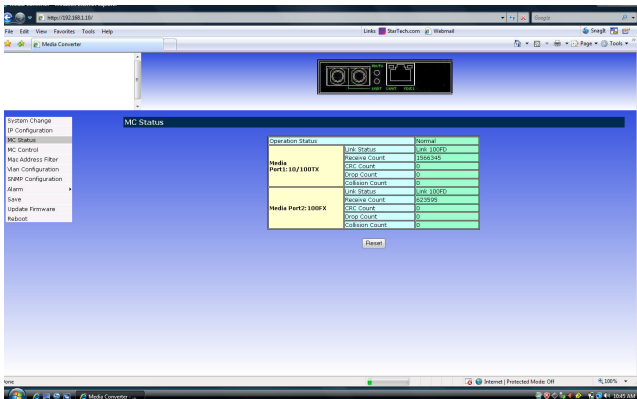 http://192.168.1.10/
Google
File Edit View Favorites Tools Help
Links StarTech.com Webmail
SnagIt
Media Converter
Page Tools
System Change
IP Configuration
MC Status
MC Control
Mac Address Filter
Vlan Configuration
SNMP Configuration
Alarm
Save
Update Firmware
Reboot
MC Status
Operation Status Normal
Media Port1:10/100TX
Link Status Link 100FD
Receive Count 1566345
CRC Count 0
Drop Count 0
Collision Count 0
Media Port2:100FX
Link Status Link 100FD
Receive Count 623595
CRC Count 0
Drop Count 0
Collision Count 0
Reset
Internet | Protected Mode: Off
100%
Media Converter - ...
10:45 AM